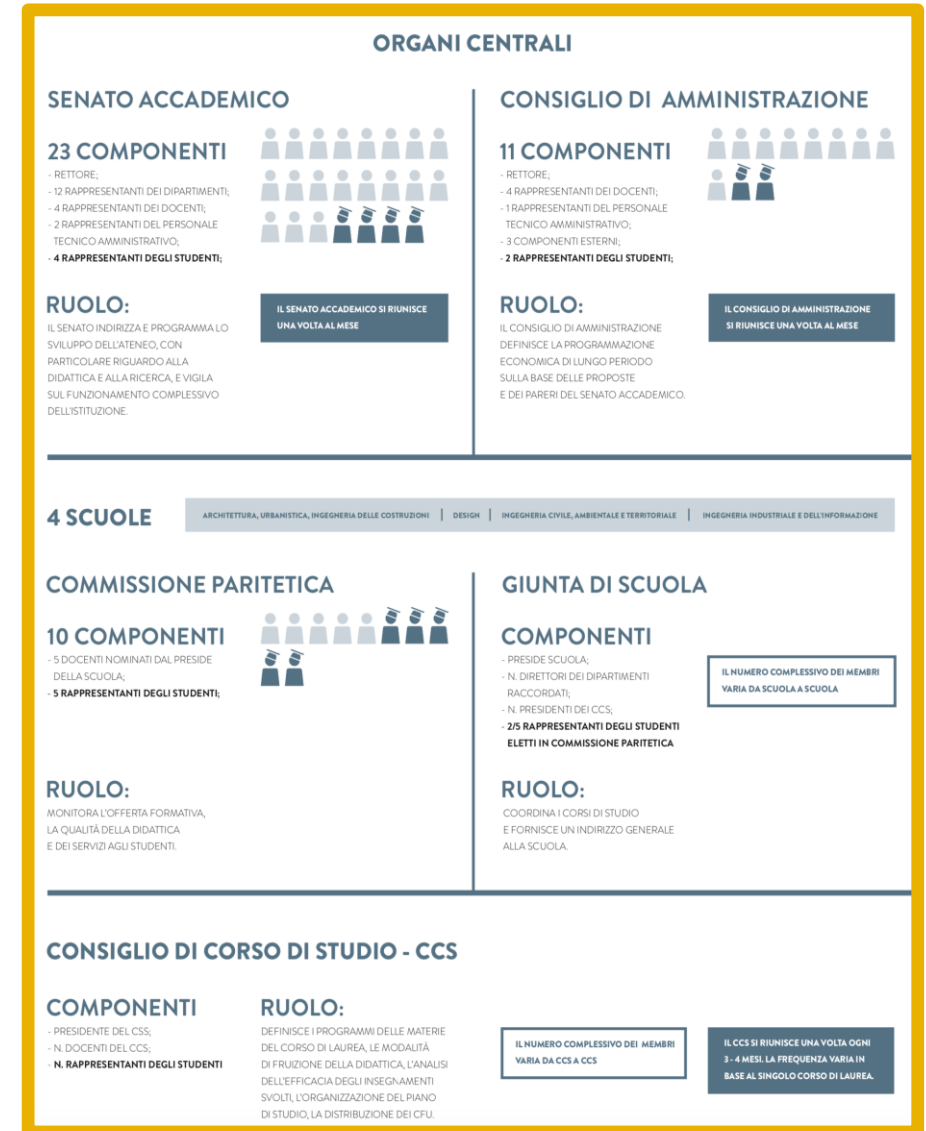 ORGANI CENTRALI
SENATO ACCADEMICO
23 COMPONENTI
- RETTORE;
- 12 RAPPRESENTANTI DEI DIPARTIMENTI;
- 4 RAPPRESENTANTI DEI DOCENTI;
- 2 RAPPRESENTANTI DEL PERSONALE
TECNICO AMMINISTRATIVO;
- 4 RAPPRESENTANTI DEGLI STUDENTI;
RUOLO:
IL SENATO INDIRIZZA E PROGRAMMA LO
SVILUPPO DELL'ATENEO, CON
PARTICOLARE RIGUARDO ALLA
DIDATTICA E ALLA RICERCA, E VIGILA
SUL FUNZIONAMENTO COMPLESSIVO
DELL'ISTITUZIONE.
IL SENATO ACCADEMICO SI RIUNISCE
UNA VOLTA AL MESE
CONSIGLIO DI AMMINISTRAZIONE
11 COMPONENTI
- RETTORE;
- 4 RAPPRESENTANTI DEI DOCENTI;
- 1 RAPPRESENTANTI DEL PERSONALE
TECNICO AMMINISTRATIVO;
- 3 COMPONENTI ESTERNI;
- 2 RAPPRESENTANTI DEGLI STUDENTI;
RUOLO:
IL CONSIGLIO DI AMMINISTRAZIONE
DEFINISCE LA PROGRAMMAZIONE
ECONOMICA DI LUNGO PERIODO
SULLA BASE DELLE PROPOSTE
E DEI PARERI DEL SENATO ACCADEMICO.
IL CONSIGLIO DI AMMINISTRAZIONE
SI RIUNISCE UNA VOLTA AL MESE
4 SCUOLE
ARCHITETTURA, URBANISTICA, INGEGNERIA DELLE COSTRUZIONI | DESIGN | INGEGNERIA CIVILE, AMBIENTALE E TERRITORIALE | INGEGNERIA INDUSTRIALE E DELL'INFORMAZIONE
COMMISSIONE PARITETICA
10 COMPONENTI
- 5 DOCENTI NOMINATI DAL PRESIDE
DELLA SCUOLA;
- 5 RAPPRESENTANTI DEGLI STUDENTI;
RUOLO:
MONITORA L'OFFERTA FORMATIVA,
LA QUALITÀ DELLA DIDATTICA
E DEI SERVIZI AGLI STUDENTI.
GIUNTA DI SCUOLA
COMPONENTI
- PRESIDE SCUOLA;
- N. DIRETTORI DEI DIPARTIMENTI
RACCORDATI;
- N. PRESIDENTI DEI CCS;
- 2/5 RAPPRESENTANTI DEGLI STUDENTI
ELETTI IN COMMISSIONE PARITETICA
IL NUMERO COMPLESSIVO DEI MEMBRI
VARIA DA SCUOLA A SCUOLA
RUOLO:
COORDINA I CORSI DI STUDIO
E FORNISCE UN INDIRIZZO GENERALE
ALLA SCUOLA.
CONSIGLIO DI CORSO DI STUDIO - CCS
COMPONENTI
- PRESIDENTE DEL CSS;
- N. DOCENTI DEL CCS;
- N. RAPPRESENTANTI DEGLI STUDENTI
RUOLO:
DEFINISCE I PROGRAMMI DELLE MATERIE
DEL CORSO DI LAUREA, LE MODALITÀ
DI FRUZIONE DELLA DIDATTICA, L'ANALISI
DELL'EFFICACIA DEGLI INSEGNAMENTI
SVOLTI, L'ORGANIZZAZIONE DEL PIANO
DI STUDIO, LA DISTRIBUZIONE DEI CFU.
IL NUMERO COMPLESSIVO DEI MEMBRI
VARIA DA CCS A CCS
IL CCS SI RIUNISCE UNA VOLTA OGNI
3 - 4 MESI. LA FREQUENZA VARIA IN
BASE AL SINGOLO CORSO DI LAUREA.